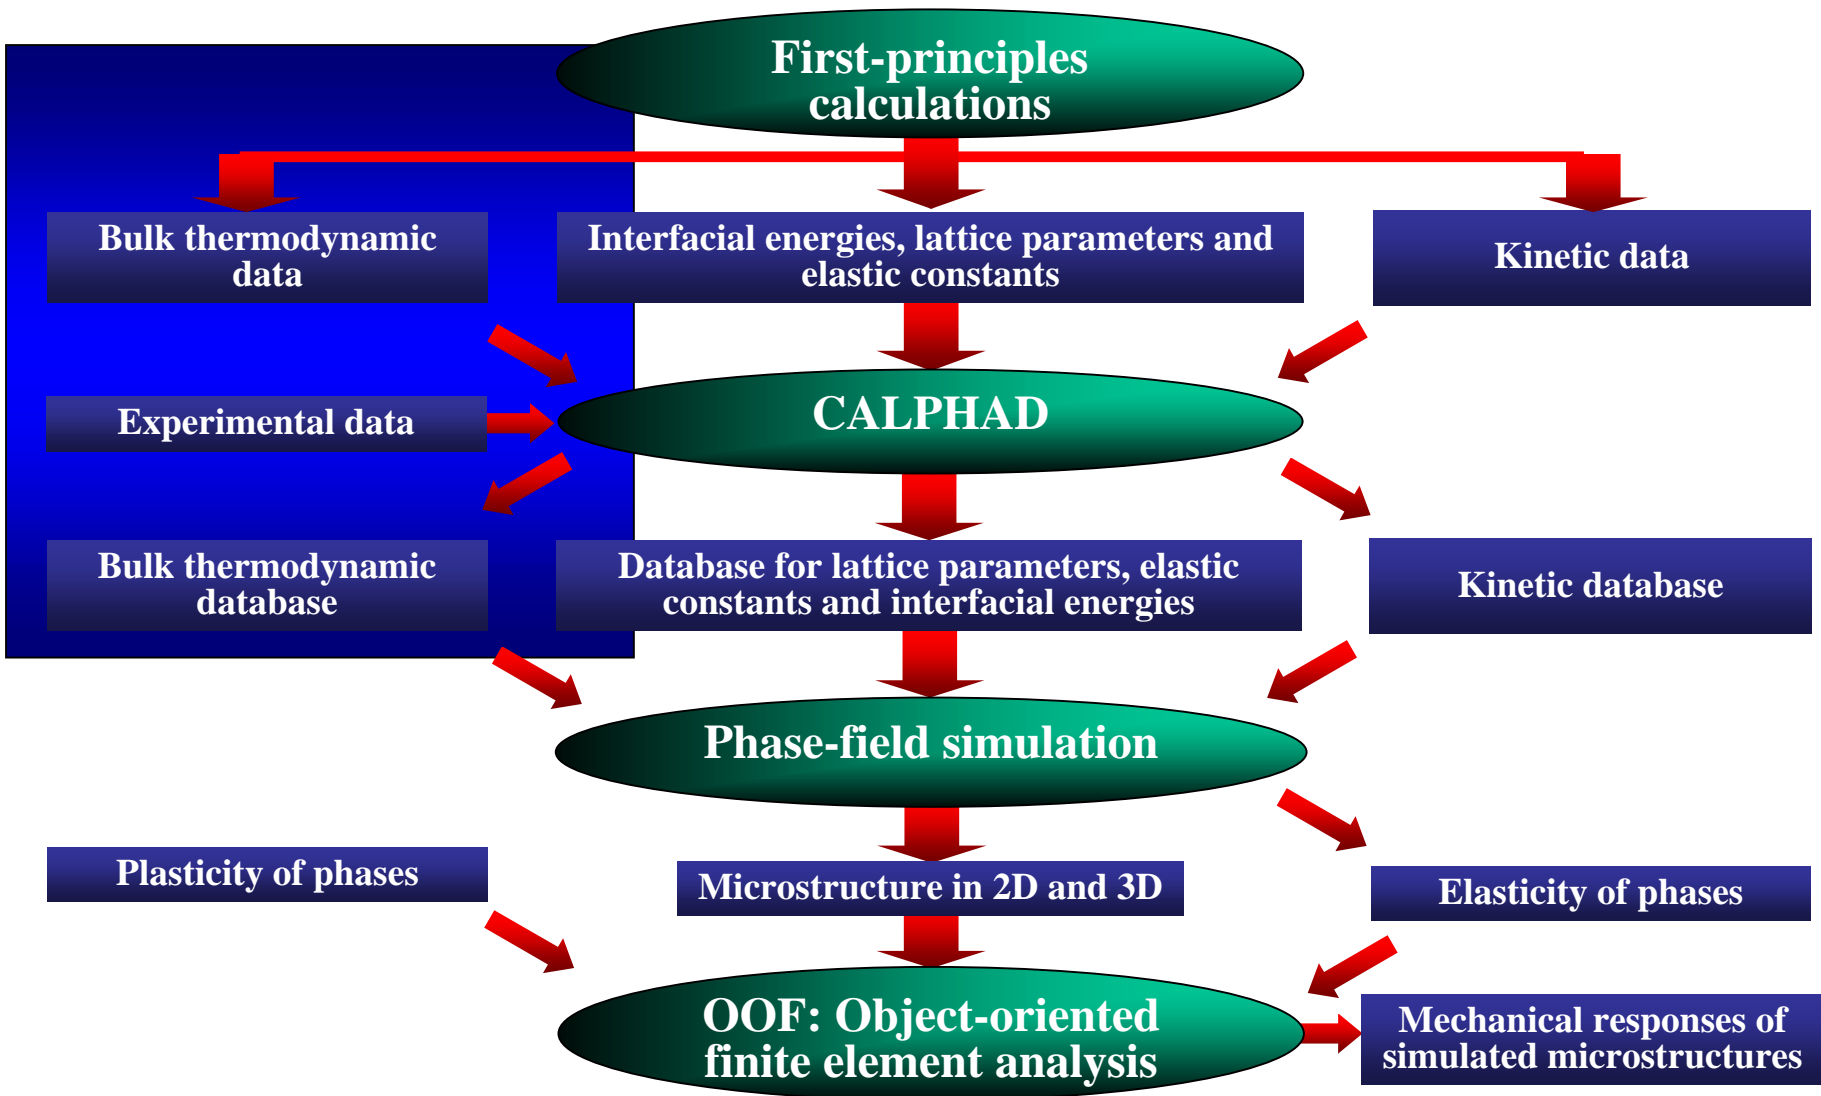 First-principles
calculations
Bulk thermodynamic
data
Interfacial energies, lattice parameters and
elastic constants
Kinetic data
Experimental data
CALPHAD
Bulk thermodynamic
database
Database for lattice parameters, elastic
constants and interfacial energies
Kinetic database
Phase-field simulation
Plasticity of phases
Microstructure in 2D and 3D
Elasticity of phases
OOF: Object-oriented
finite element analysis
Mechanical responses of
simulated microstructures